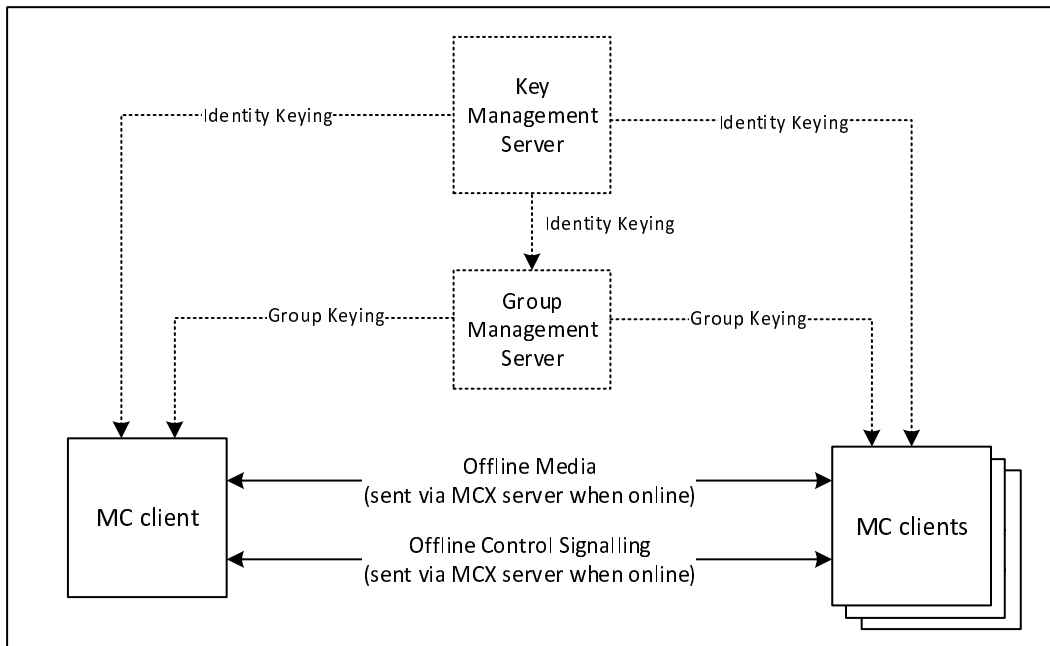 Key
Management
Server
Identity Keying
Identity Keying
Identity Keying
Group
Management
Server
Group Keying
Group Keying
MC client
Offline Media
(sent via MCX server when online)
Offline Control Signalling
(sent via MCX server when online)
MC clients